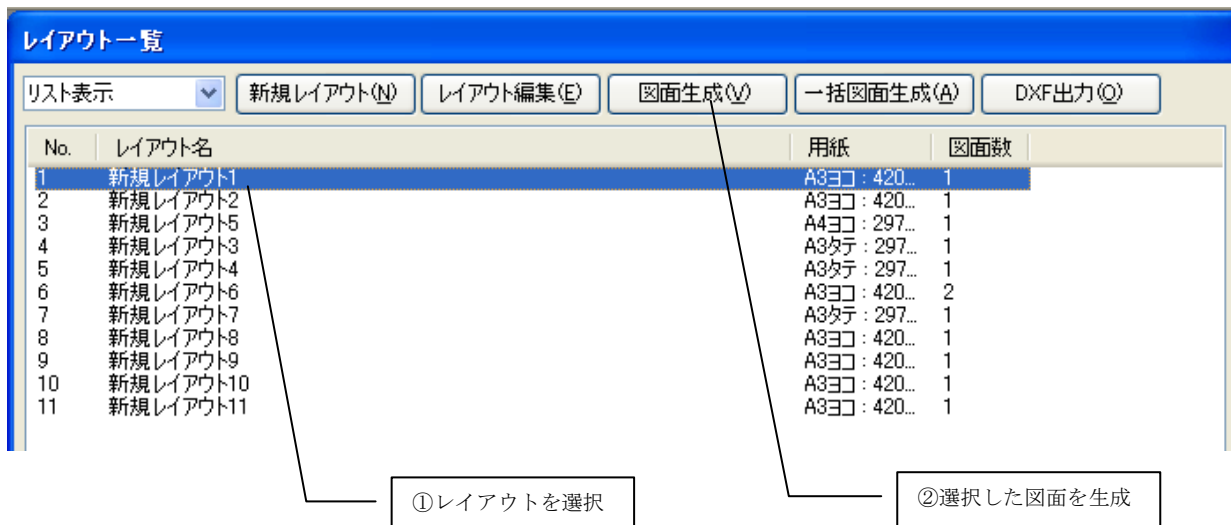 レイアウト一覧
リスト表示 新規レイアウト(N) レイアウト編集(E) 図面生成(V) 一括図面生成(A) DXF出力(O)
No. レイアウト名 用紙 図面数
1 新規レイアウト1 A3ヨコ：420... 1
2 新規レイアウト2 A3ヨコ：420... 1
3 新規レイアウト5 A4ヨコ：297... 1
4 新規レイアウト3 A3タテ：297... 1
5 新規レイアウト4 A3タテ：297... 1
6 新規レイアウト6 A3ヨコ：420... 2
7 新規レイアウト7 A3タテ：297... 1
8 新規レイアウト8 A3ヨコ：420... 1
9 新規レイアウト9 A3ヨコ：420... 1
10 新規レイアウト10 A3ヨコ：420... 1
11 新規レイアウト11 A3ヨコ：420... 1
①レイアウトを選択 ②選択した図面を生成